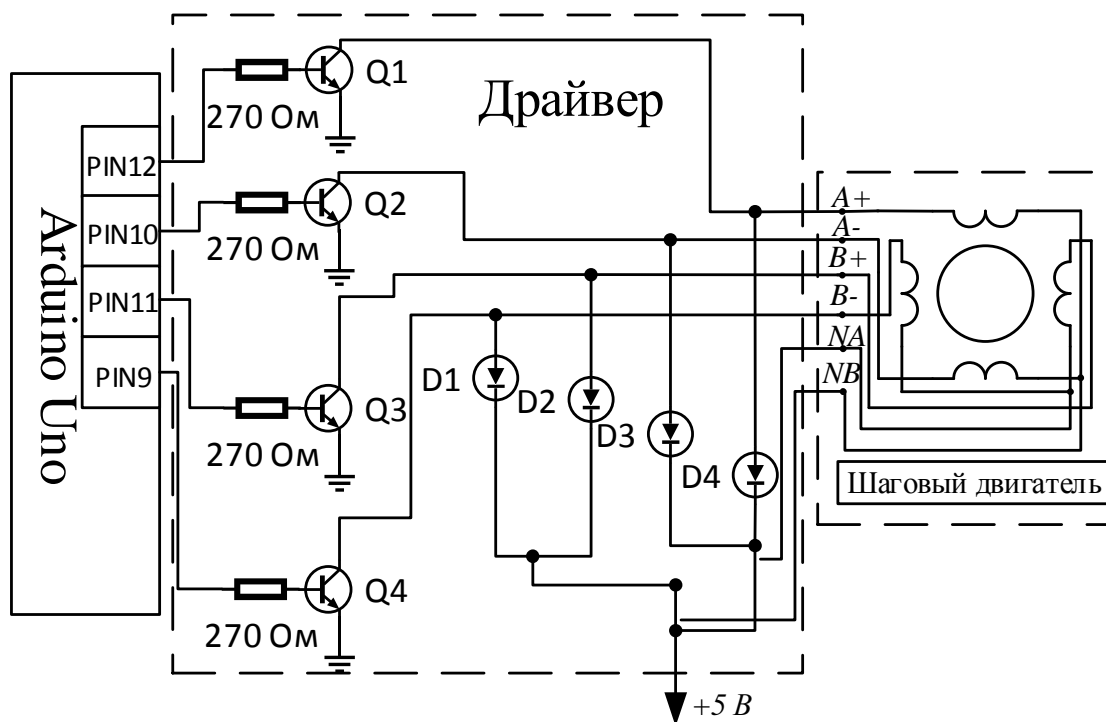 Arduino Uno
PIN12
PIN10
PIN11
PIN9
Драйвер
Q1
270 Ом
Q2
270 Ом
Q3
270 Ом
Q4
270 Ом
D1
D2
D3
D4
+5 В
A+
A-
B+
B-
NA
NB
Шаговый двигатель